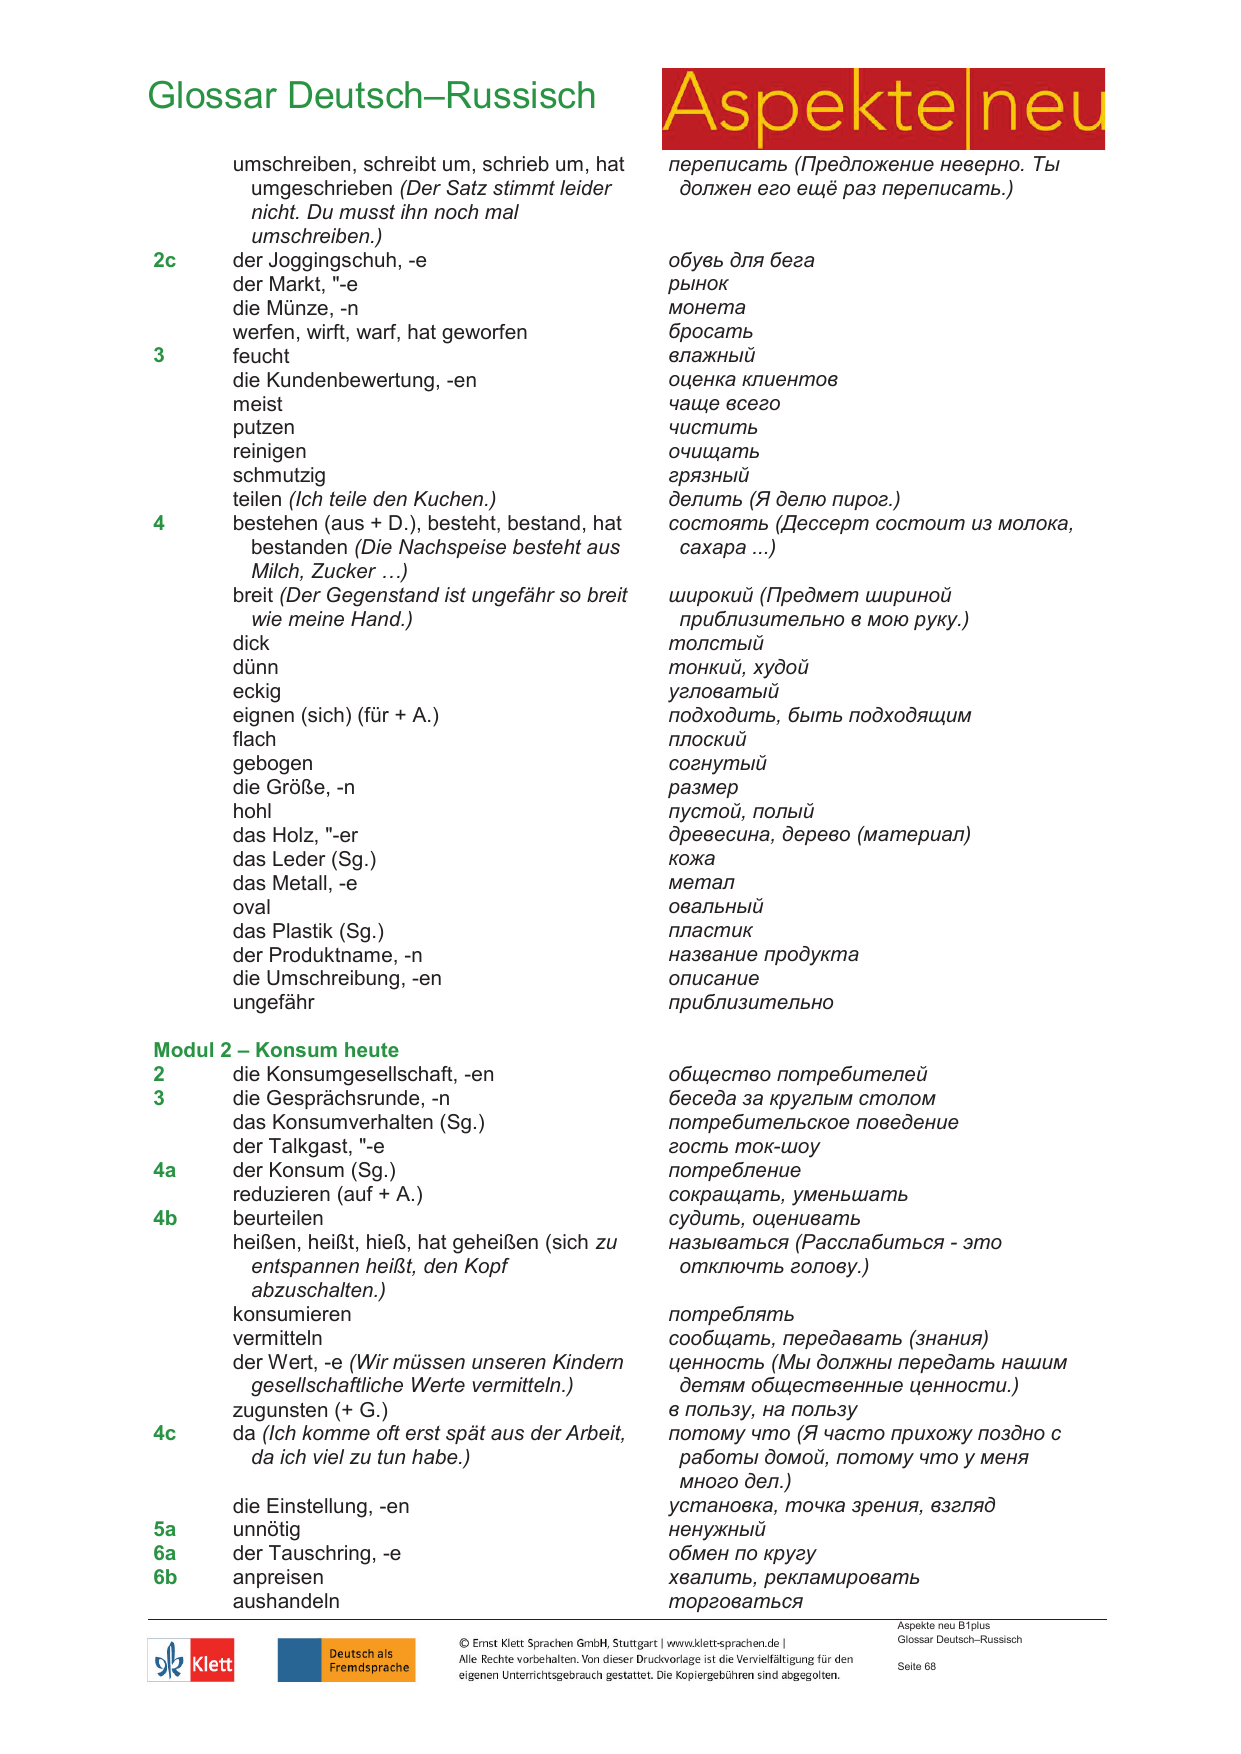 Glossar Deutsch–Russisch
Aspekte|neu
umschreiben, schreibt um, schrieb um, hat переписать (Предложение неверно. Ты
umgeschrieben (Der Satz stimmt leider должен его ещё раз переписать.)
nicht. Du musst ihn noch mal
umschreiben.)
2c der Joggingschuh, -e обувь для бега
der Markt, "-e рынок
die Münze, -n монета
werfen, wirft, warf, hat geworfen бросать
3 feucht влажный
die Kundenbewertung, -en оценка клиентов
meist чаще всего
putzen чистить
reinigen очищать
schmutzig грязный
teilen (Ich teile den Kuchen.) делить (Я делю пирог.)
4 bestehen (aus + D.), besteht, bestand, hat состоять (Дессерт состоит из молока,
bestanden (Die Nachspeise besteht aus сахара ...)
Milch, Zucker …)
breit (Der Gegenstand ist ungefähr so breit широкий (Предмет шириной
wie meine Hand.) приблизительно в мою руку.)
dick толстый
dünn тонкий, худой
eckig угловатый
eignen (sich) (für + A.) подходить, быть подходящим
flach плоский
gebogen согнутый
die Größe, -n размер
hohl пустой, полый
das Holz, "-er древесина, дерево (материал)
das Leder (Sg.) кожа
das Metall, -e метал
oval овальный
das Plastik (Sg.) пластик
der Produktname, -n название продукта
die Umschreibung, -en описание
ungefähr приблизительно
Modul 2 – Konsum heute
2 die Konsumgesellschaft, -en общество потребителей
3 die Gesprächsrunde, -n беседа за круглым столом
das Konsumverhalten (Sg.) потребительское поведение
der Talkgast, "-e гость ток-шоу
4a der Konsum (Sg.) потребление
reduzieren (auf + A.) сокращать, уменьшать
4b beurteilen судить, оценивать
heißen, heißt, hieß, hat geheißen (sich zu называться (Расслабиться - это
entspannen heißt, den Kopf отключть голову.)
abzuschalten.)
konsumieren потреблять
vermitteln сообщать, передавать (знания)
der Wert, -e (Wir müssen unseren Kindern ценность (Мы должны передать нашим
gesellschaftliche Werte vermitteln.) детям общественные ценности.)
zugunsten (+ G.) в пользу, на пользу
4c da (Ich komme oft erst spät aus der Arbeit, потому что (Я часто прихожу поздно с
da ich viel zu tun habe.) работы домой, потому что у меня
много дел.)
die Einstellung, -en установка, точка зрения, взгляд
5a unnötig ненужный
6a der Tauschring, -e обмен по кругу
6b anpreisen хвалить, рекламировать
aushandeln торговаться
Klett
Deutsch als
Fremdsprache
© Ernst Klett Sprachen GmbH, Stuttgart | www.klett-sprachen.de |
Alle Rechte vorbehalten. Von dieser Druckvorlage ist die Vervielfältigung für den
eigenen Unterrichtsgebrauch gestattet. Die Kopiergebühren sind abgegolten.
Aspekte neu B1plus
Glossar Deutsch–Russisch
Seite 68